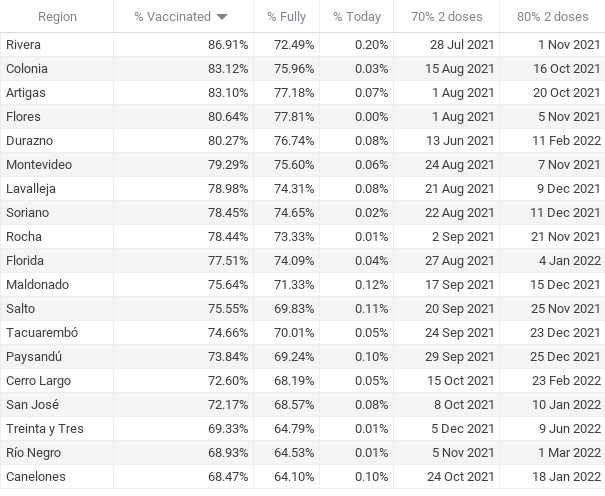 Region % Vaccinated % Fully % Today 70% 2 doses 80% 2 doses
Rivera 86.91% 72.49% 0.20% 28 Jul 2021 1 Nov 2021
Colonia 83.12% 75.96% 0.03% 15 Aug 2021 16 Oct 2021
Artigas 83.10% 77.18% 0.07% 1 Aug 2021 20 Oct 2021
Flores 80.64% 77.81% 0.00% 1 Aug 2021 5 Nov 2021
Durazno 80.27% 76.74% 0.08% 13 Jun 2021 11 Feb 2022
Montevideo 79.29% 75.60% 0.06% 24 Aug 2021 7 Nov 2021
Lavalleja 78.98% 74.31% 0.08% 21 Aug 2021 9 Dec 2021
Soriano 78.45% 74.65% 0.02% 22 Aug 2021 11 Dec 2021
Rocha 78.44% 73.33% 0.01% 2 Sep 2021 21 Nov 2021
Florida 77.51% 74.09% 0.04% 27 Aug 2021 4 Jan 2022
Maldonado 75.64% 71.33% 0.12% 17 Sep 2021 15 Dec 2021
Salto 75.55% 69.83% 0.11% 20 Sep 2021 25 Nov 2021
Tacuarembó 74.66% 70.01% 0.05% 24 Sep 2021 23 Dec 2021
Paysandú 73.84% 69.24% 0.10% 29 Sep 2021 25 Dec 2021
Cerro Largo 72.60% 68.19% 0.05% 15 Oct 2021 23 Feb 2022
San José 72.17% 68.57% 0.08% 8 Oct 2021 10 Jan 2022
Treinta y Tres 69.33% 64.79% 0.01% 5 Dec 2021 9 Jun 2022
Río Negro 68.93% 64.53% 0.01% 5 Nov 2021 1 Mar 2022
Canelones 68.47% 64.10% 0.10% 24 Oct 2021 18 Jan 2022